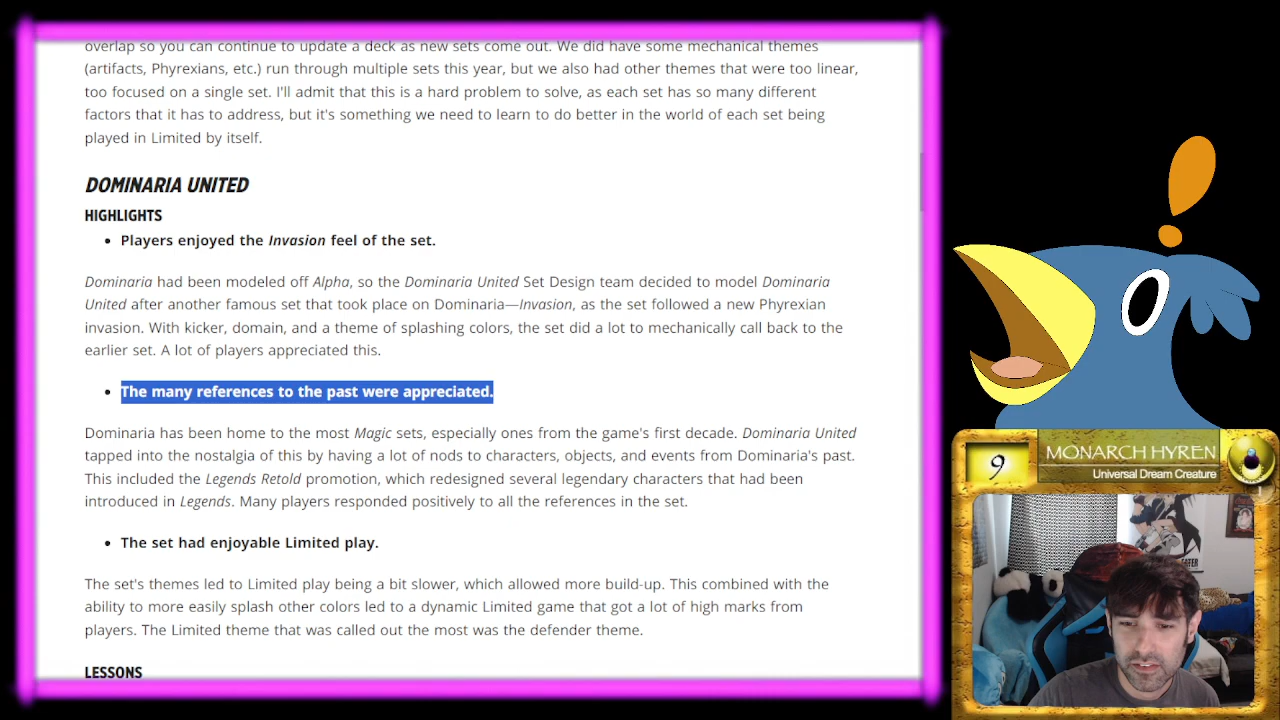 overlap so you can continue to update a deck as new sets come out. We did have some mechanical themes
(artifacts, Phyrexians, etc.) run through multiple sets this year, but we also had other themes that were too linear,
too focused on a single set. I'll admit that this is a hard problem to solve, as each set has so many different
factors that it has to address, but it's something we need to learn to do better in the world of each set being
played in Limited by itself.
DOMINARIA UNITED
HIGHLIGHTS
• Players enjoyed the Invasion feel of the set.
Dominaria had been modeled off Alpha, so the Dominaria United Set Design team decided to model Dominaria
United after another famous set that took place on Dominaria—Invasion, as the set followed a new Phyrexian
invasion. With kicker, domain, and a theme of splashing colors, the set did a lot to mechanically call back to the
earlier set. A lot of players appreciated this.
• The many references to the past were appreciated.
Dominaria has been home to the most Magic sets, especially ones from the game's first decade. Dominaria United
tapped into the nostalgia of this by having a lot of nods to characters, objects, and events from Dominaria's past.
This included the Legends Retold promotion, which redesigned several legendary characters that had been
introduced in Legends. Many players responded positively to all the references in the set.
• The set had enjoyable Limited play.
The set's themes led to Limited play being a bit slower, which allowed more build-up. This combined with the
ability to more easily splash other colors led to a dynamic Limited game that got a lot of high marks from
players. The Limited theme that was called out the most was the defender theme.
LESSONS
9
MONARCH HYREN
Universal Dream Creature